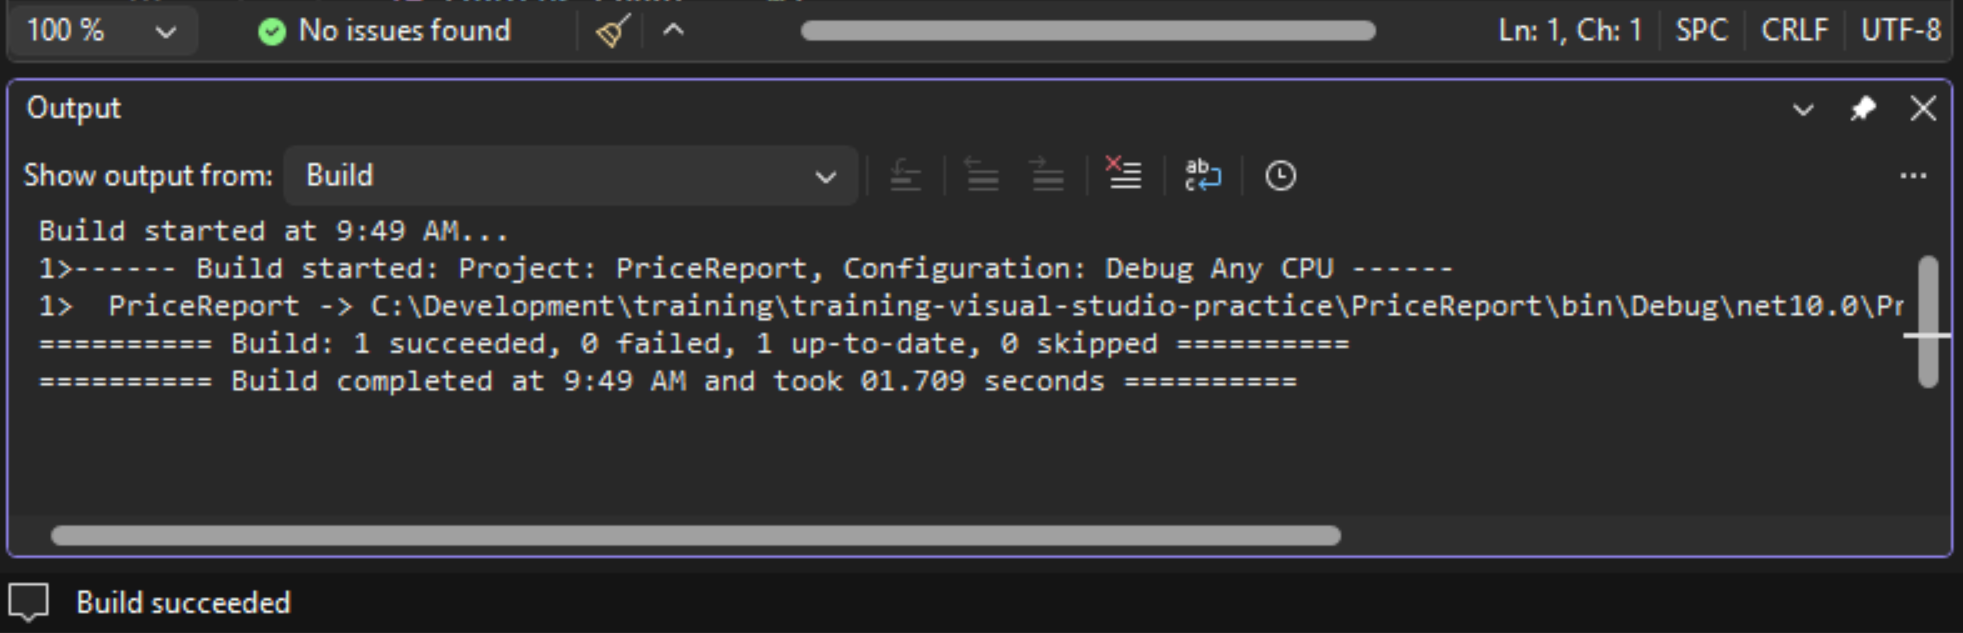 100 % No issues found Ln: 1, Ch: 1 SPC CRLF UTF-8
Output
Show output from: Build
Build started at 9:49 AM...
1>------ Build started: Project: PriceReport, Configuration: Debug Any CPU ------
1>  PriceReport -> C:\Development\training\training-visual-studio-practice\PriceReport\bin\Debug\net10.0\Pr
========== Build: 1 succeeded, 0 failed, 1 up-to-date, 0 skipped ==========
========== Build completed at 9:49 AM and took 01.709 seconds ==========
Build succeeded